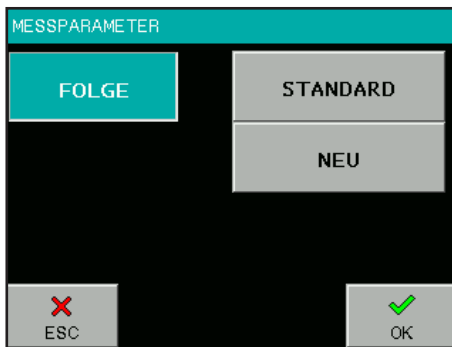 MESSPARAMETER
FOLGE
STANDARD
NEU
ESC
OK